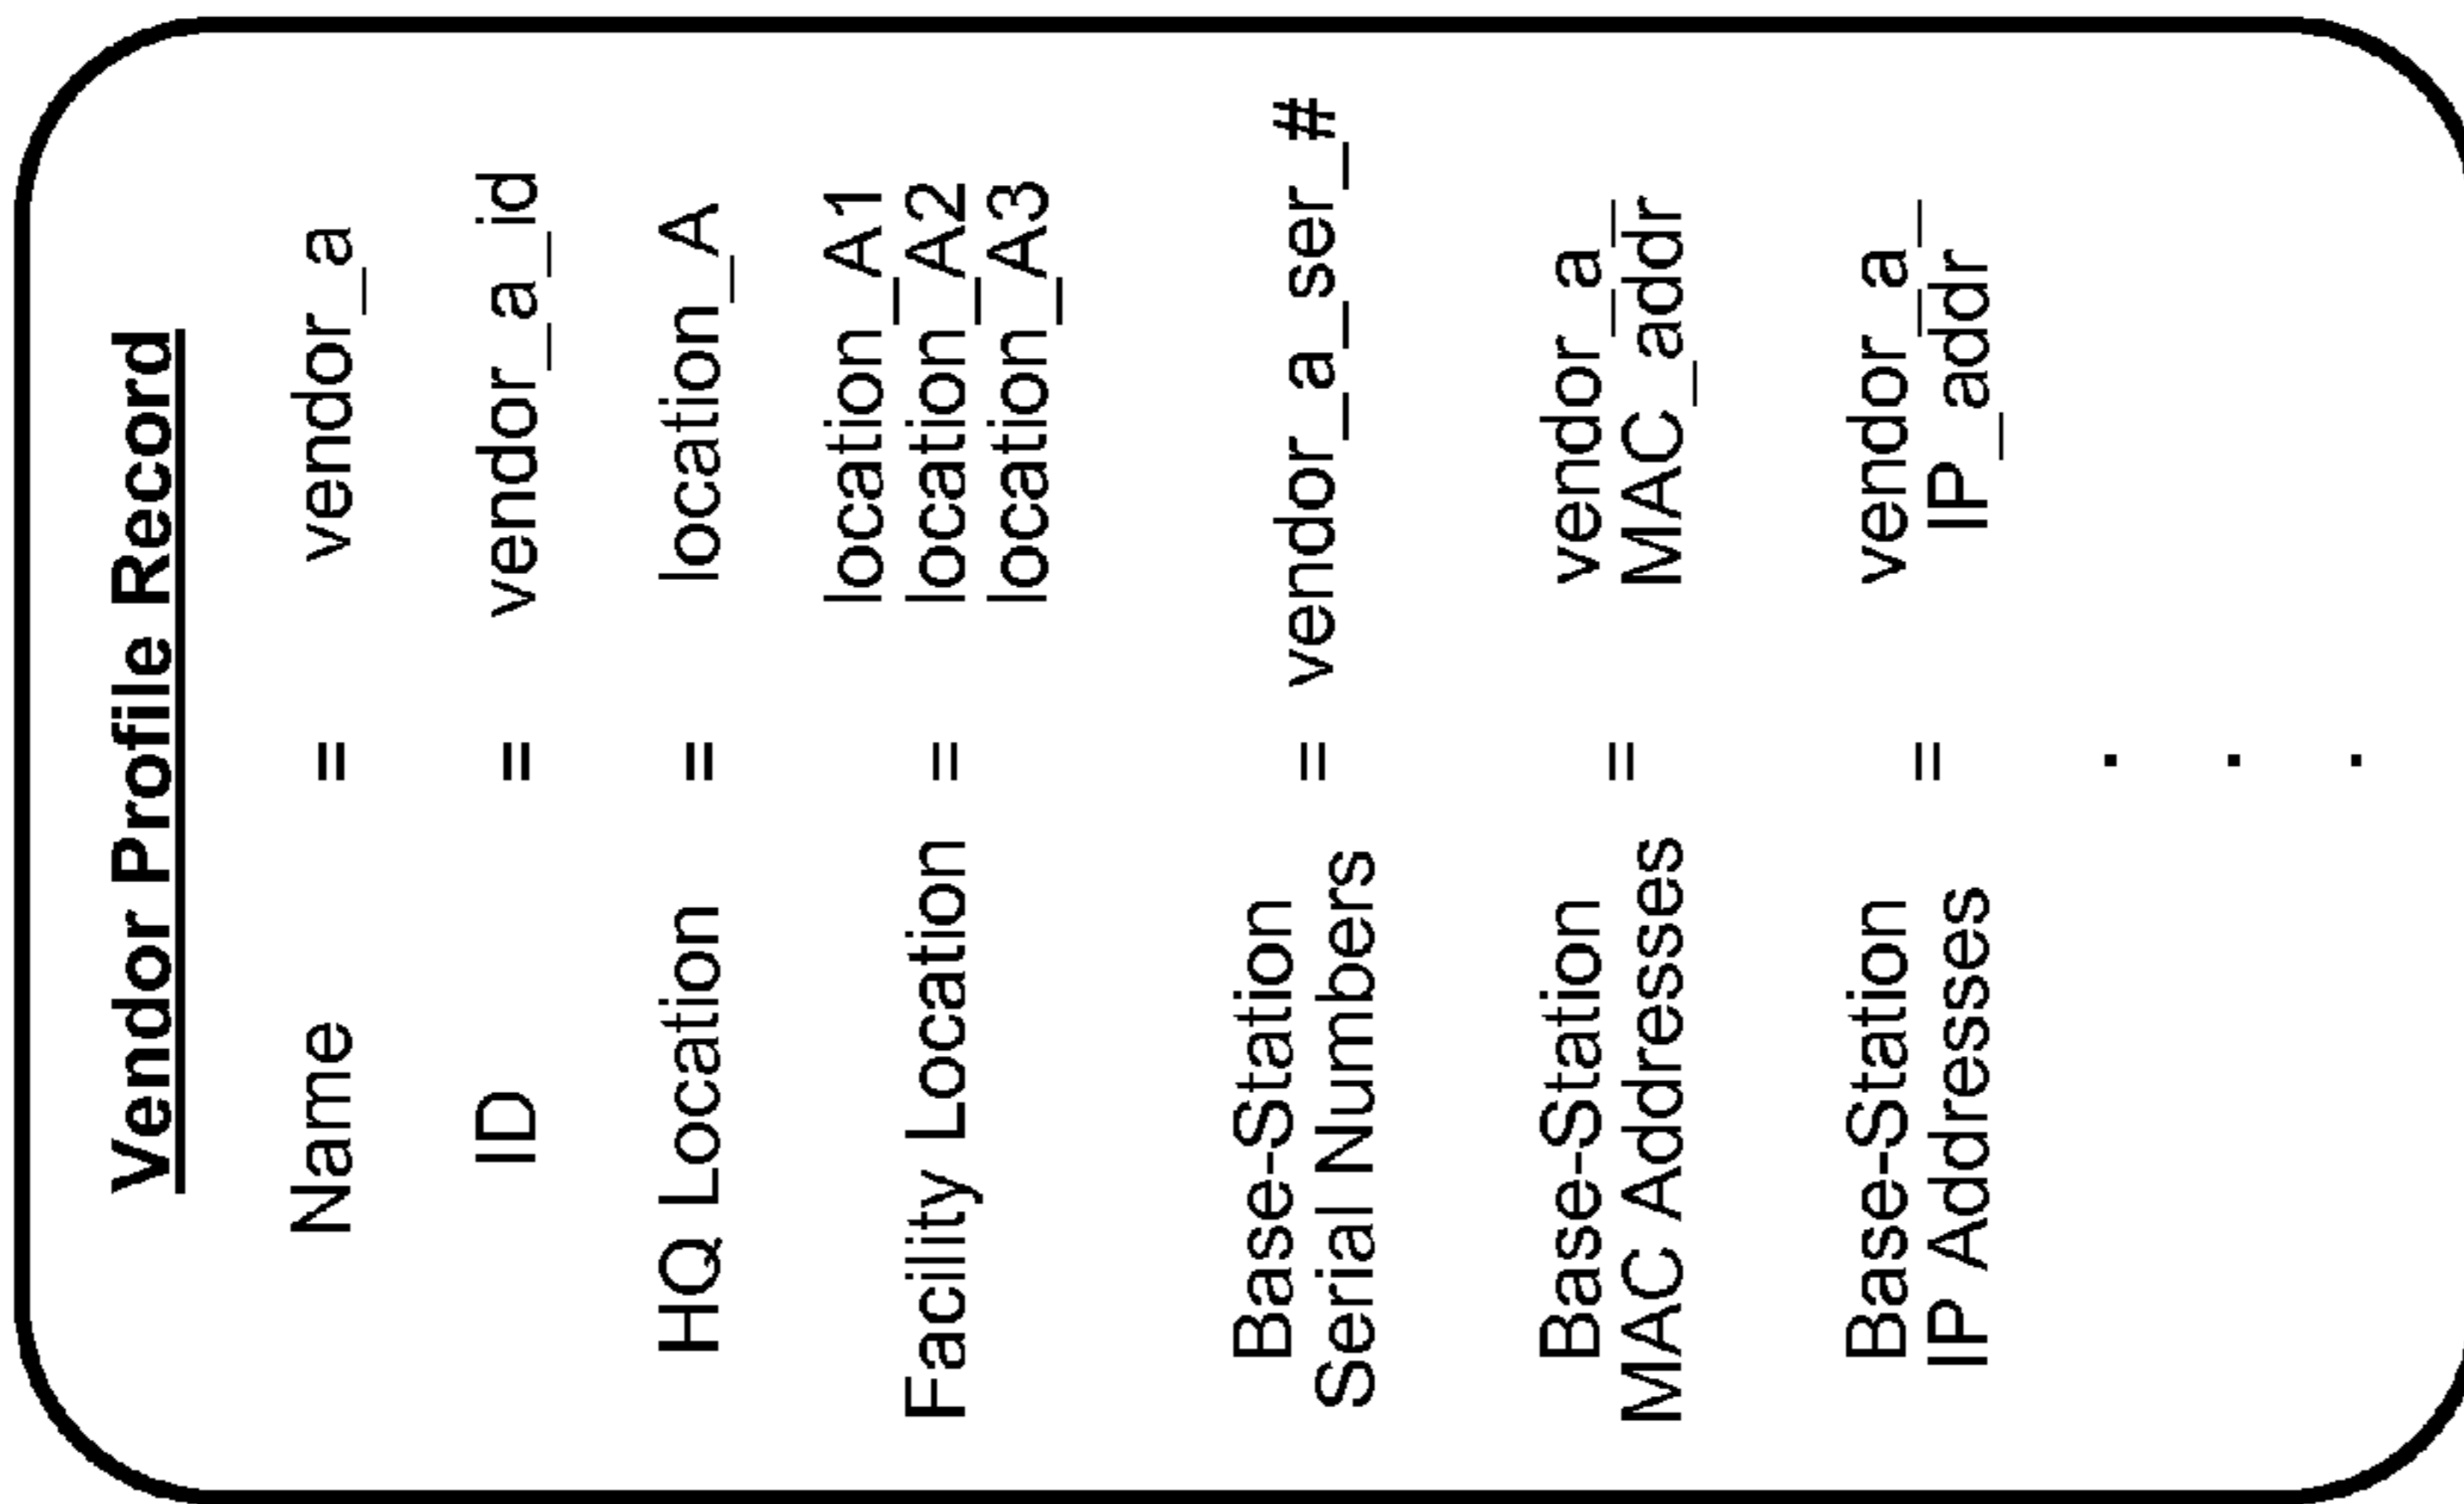 Vendor Profile Record
Name = vendor_a
ID = vendor_a_id
HQ Location = location_A
location_A1
Facility Location = location_A2
location_A3
Base-Station
Serial Numbers = vendor_a_ser_#
Base-Station
MAC Addresses = vendor_a_
MAC_addr
Base-Station
IP Addresses = vendor_a_
IP_addr
.
.
.